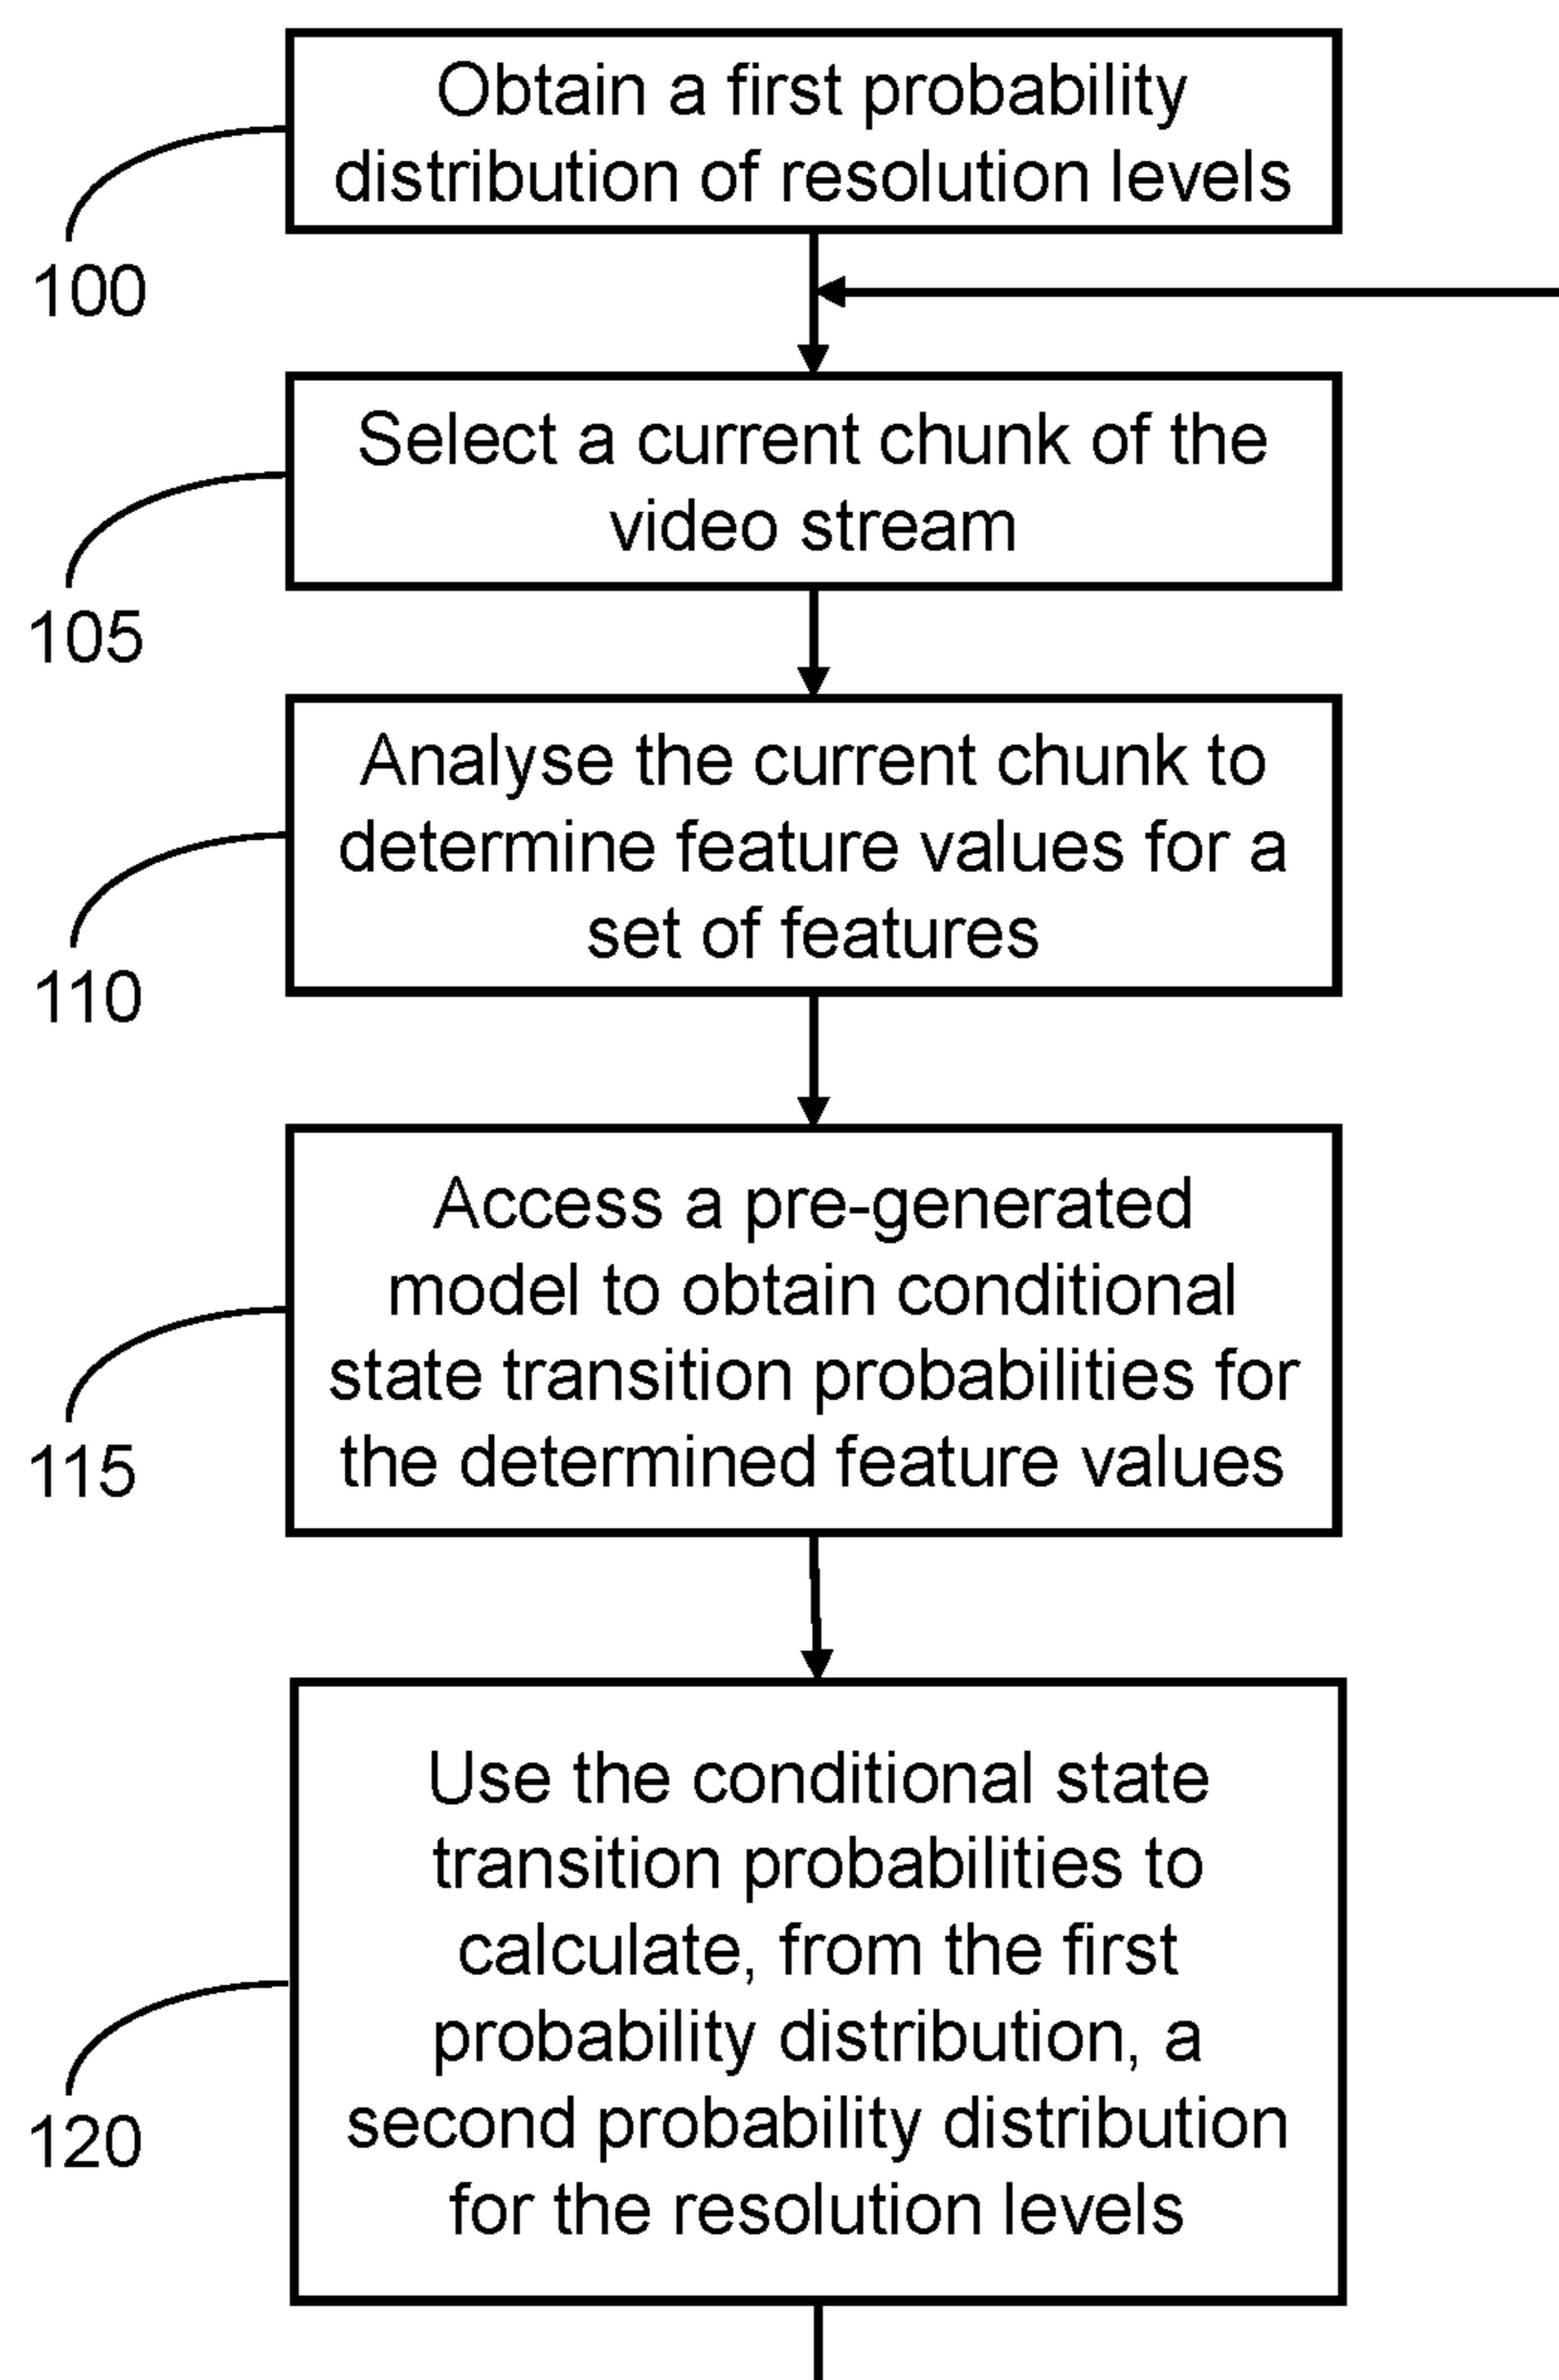 Obtain a first probability
distribution of resolution levels
100
Select a current chunk of the
video stream
105
Analyse the current chunk to
determine feature values for a
set of features
110
Access a pre-generated
model to obtain conditional
state transition probabilities for
the determined feature values
115
Use the conditional state
transition probabilities to
calculate, from the first
probability distribution, a
second probability distribution
for the resolution levels
120